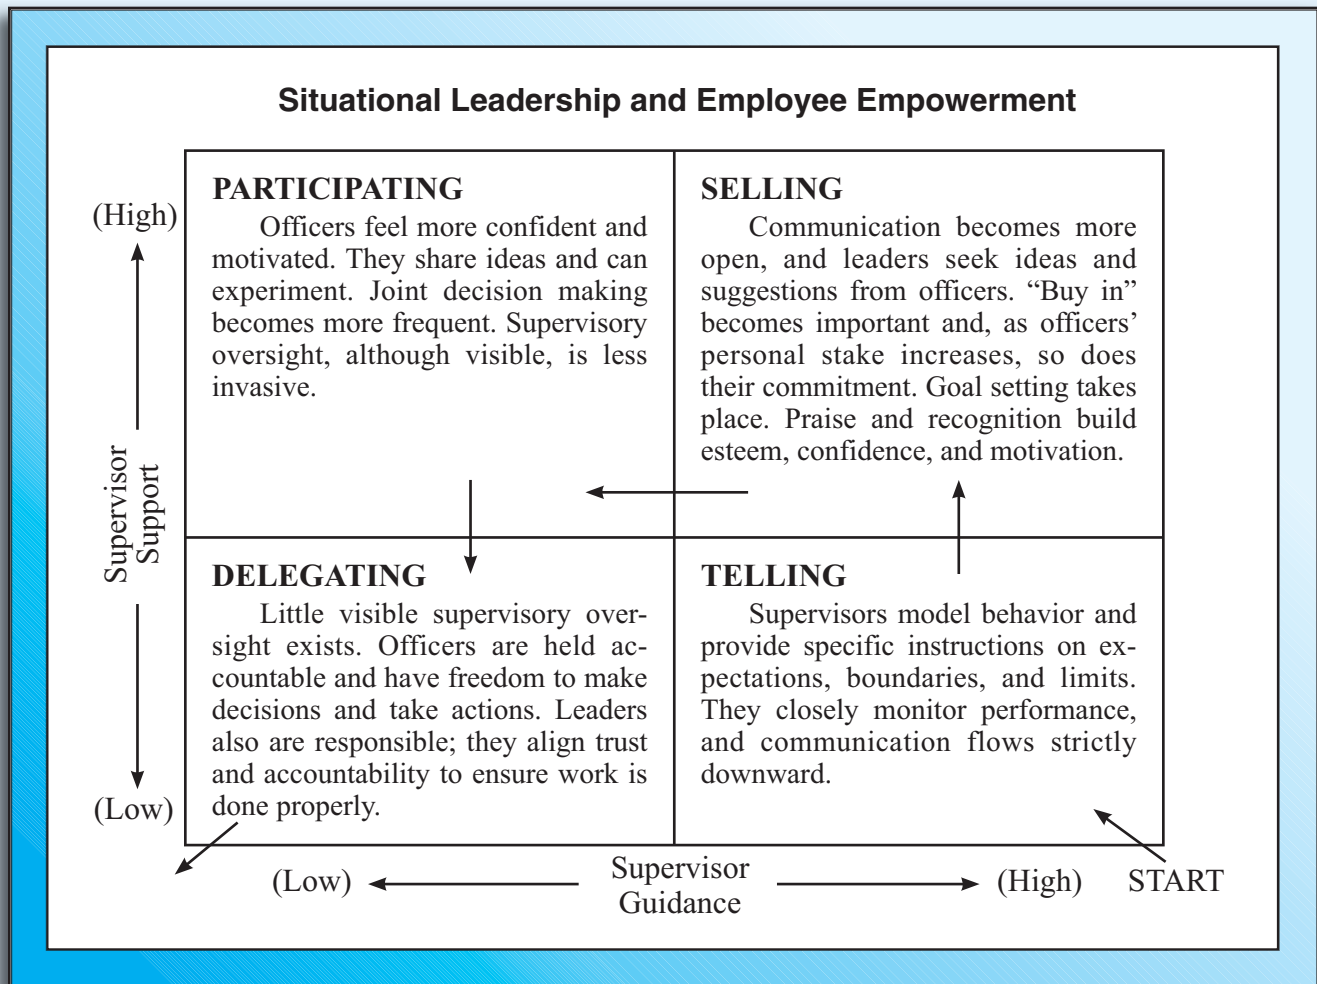 Situational Leadership and Employee Empowerment
(High)
Supervisor
Support
(Low)
PARTICIPATING
Officers feel more confident and
motivated. They share ideas and can
experiment. Joint decision making
becomes more frequent. Supervisory
oversight, although visible, is less
invasive.
SELLING
Communication becomes more
open, and leaders seek ideas and
suggestions from officers. “Buy in”
becomes important and, as officers’
personal stake increases, so does
their commitment. Goal setting takes
place. Praise and recognition build
esteem, confidence, and motivation.
DELEGATING
Little visible supervisory over-
sight exists. Officers are held ac-
countable and have freedom to make
decisions and take actions. Leaders
also are responsible; they align trust
and accountability to ensure work is
done properly.
TELLING
Supervisors model behavior and
provide specific instructions on ex-
pectations, boundaries, and limits.
They closely monitor performance,
and communication flows strictly
downward.
(Low)
Supervisor
Guidance
(High)
START